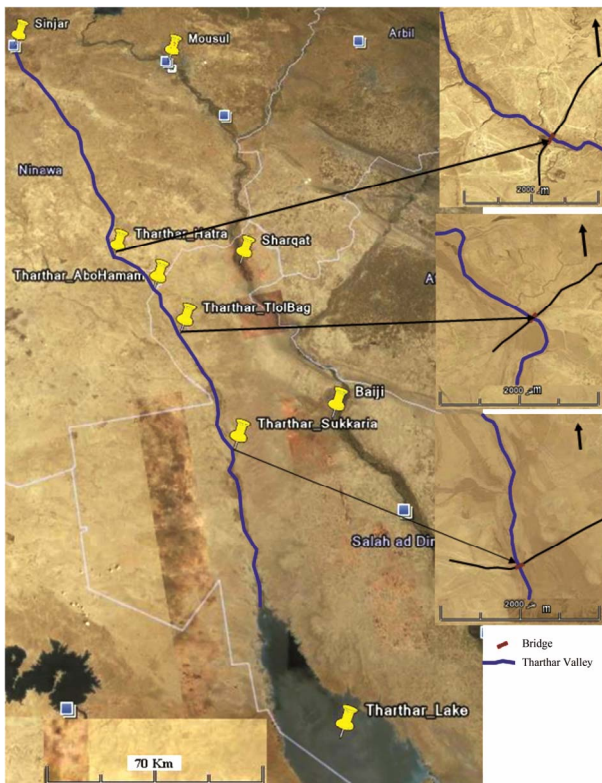 Sinjar
Mousul
Arbil
Ninawa
Tharthar_Hatra
Sharqat
Tharthar_AboHamam
Tharthar_TlolBag
Baiji
Tharthar_Sukkaria
Salah ad Dir
Tharthar_Lake
70 Km
2000 m
2000 م m
2000 م m
Bridge
Tharthar Valley